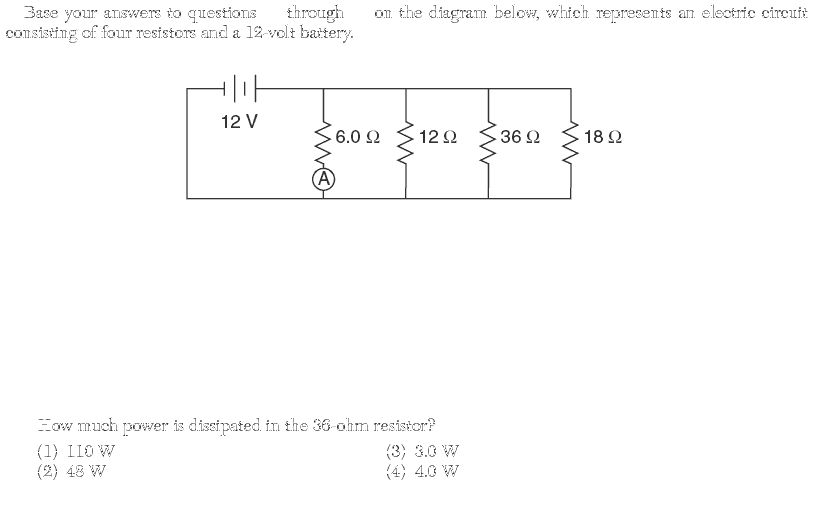 Base your answers to questions through on the diagram below, which represents an electric circuit
consisting of four resistors and a 12-volt battery.
12 V
6.0 Ω 12 Ω 36 Ω 18 Ω
A
How much power is dissipated in the 36-ohm resistor?
(1) 110 W (3) 3.0 W
(2) 48 W (4) 4.0 W